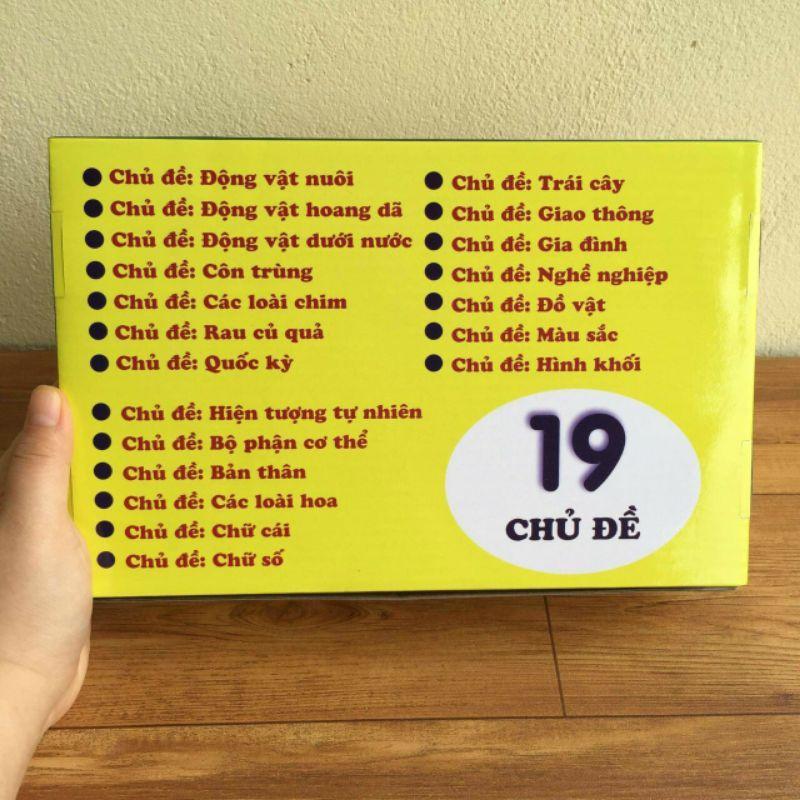 Chủ đề: Động vật nuôi
Chủ đề: Động vật hoang dã
Chủ đề: Động vật dưới nước
Chủ đề: Côn trùng
Chủ đề: Các loài chim
Chủ đề: Rau củ quả
Chủ đề: Quốc kỳ
Chủ đề: Trái cây
Chủ đề: Giao thông
Chủ đề: Gia đình
Chủ đề: Nghề nghiệp
Chủ đề: Đồ vật
Chủ đề: Màu sắc
Chủ đề: Hình khối
Chủ đề: Hiện tượng tự nhiên
Chủ đề: Bộ phận cơ thể
Chủ đề: Bản thân
Chủ đề: Các loài hoa
Chủ đề: Chữ cái
Chủ đề: Chữ số
19
CHỦ ĐỀ